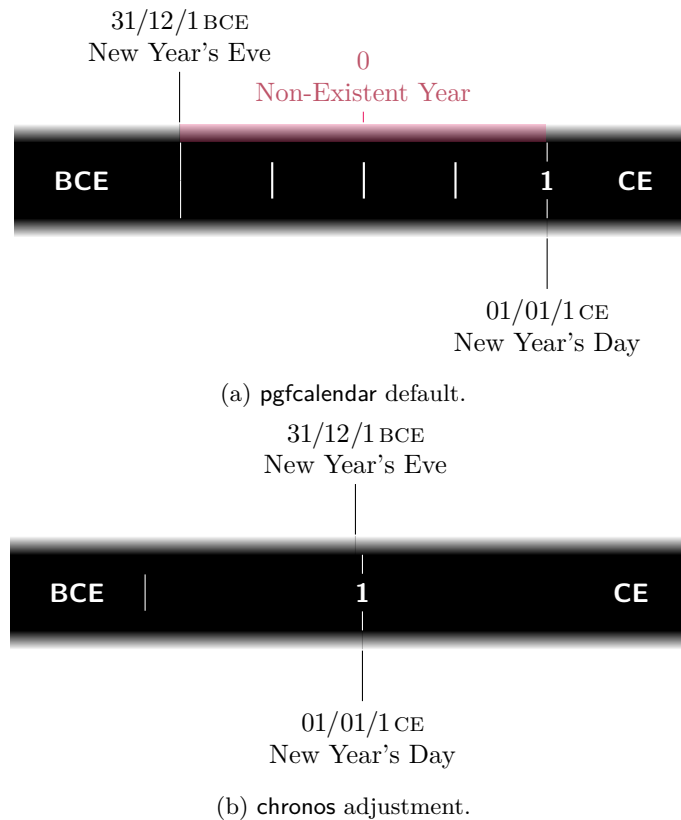 31/12/1 BCE
New Year's Eve
0
Non-Existent Year
BCE 1 CE
01/01/1 CE
New Year's Day
(a) pgfcalendar default.
31/12/1 BCE
New Year's Eve
BCE 1 CE
01/01/1 CE
New Year's Day
(b) chronos adjustment.